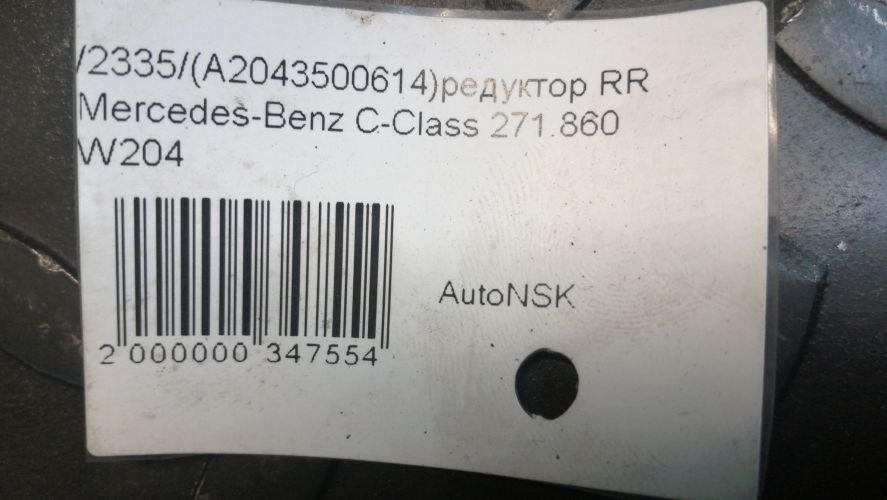 /2335/(A2043500614)редуктор RR
Mercedes-Benz C-Class 271.860
W204
AutoNSK
2 000000 347554